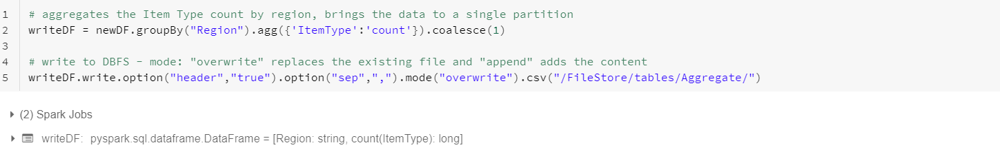 1 # aggregates the Item Type count by region, brings the data to a single partition
2 writeDF = newDF.groupBy("Region").agg({'ItemType':'count'}).coalesce(1)
3
4 # write to DBFS - mode: "overwrite" replaces the existing file and "append" adds the content
5 writeDF.write.option("header","true").option("sep",",").mode("overwrite").csv("/FileStore/tables/Aggregate/")
(2) Spark Jobs
writeDF: pyspark.sql.dataframe.DataFrame = [Region: string, count(ItemType): long]